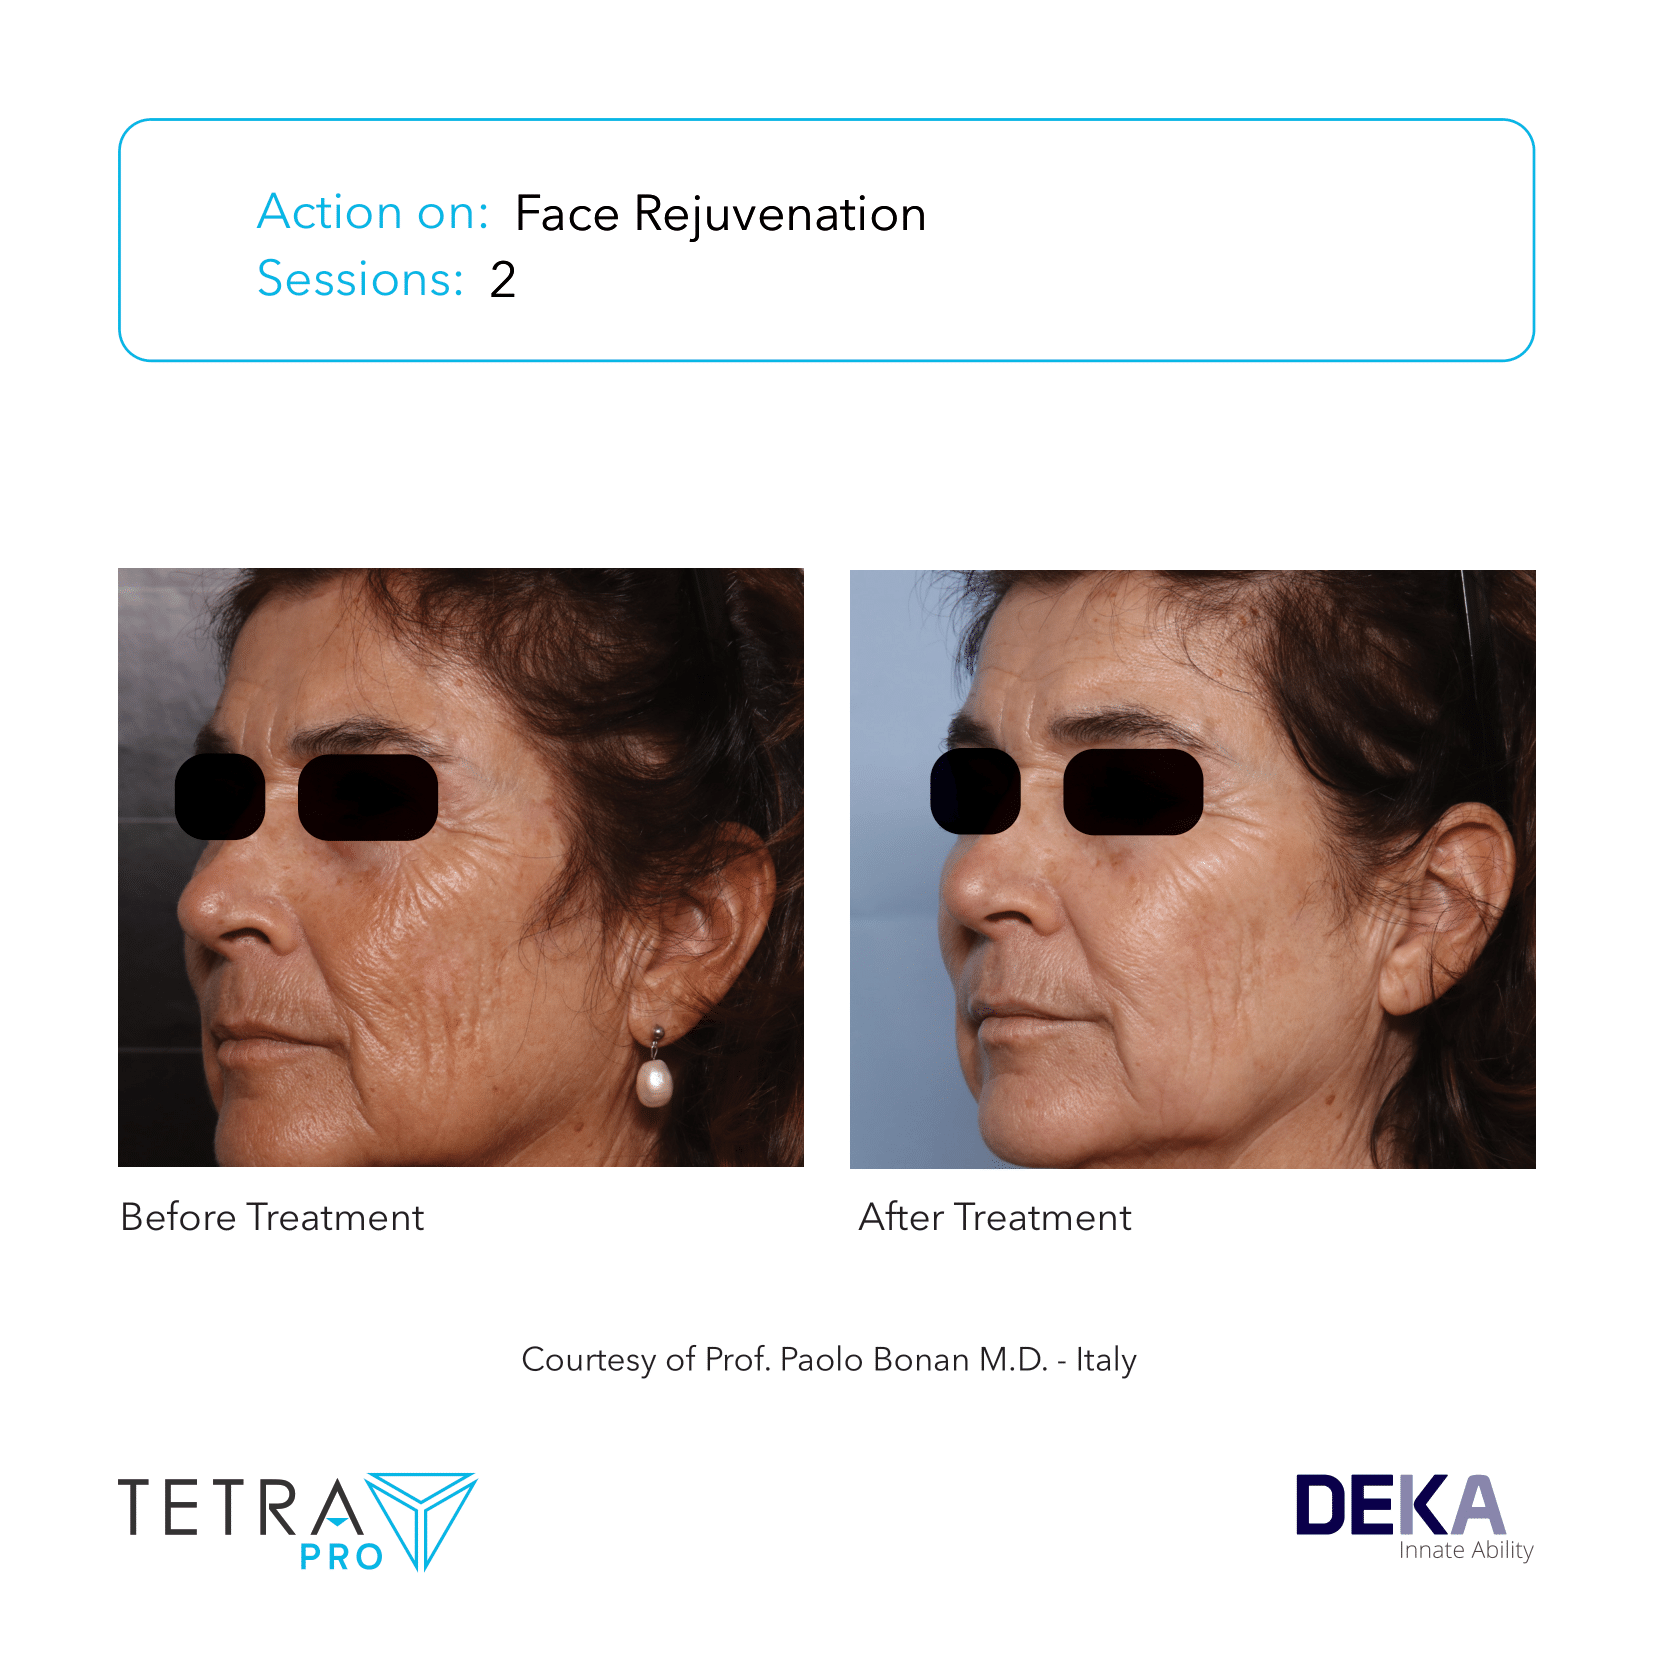 Action on: Face Rejuvenation
Sessions: 2
Before Treatment
After Treatment
Courtesy of Prof. Paolo Bonan M.D. - Italy
TETRA
PRO
DEKA
Innate Ability